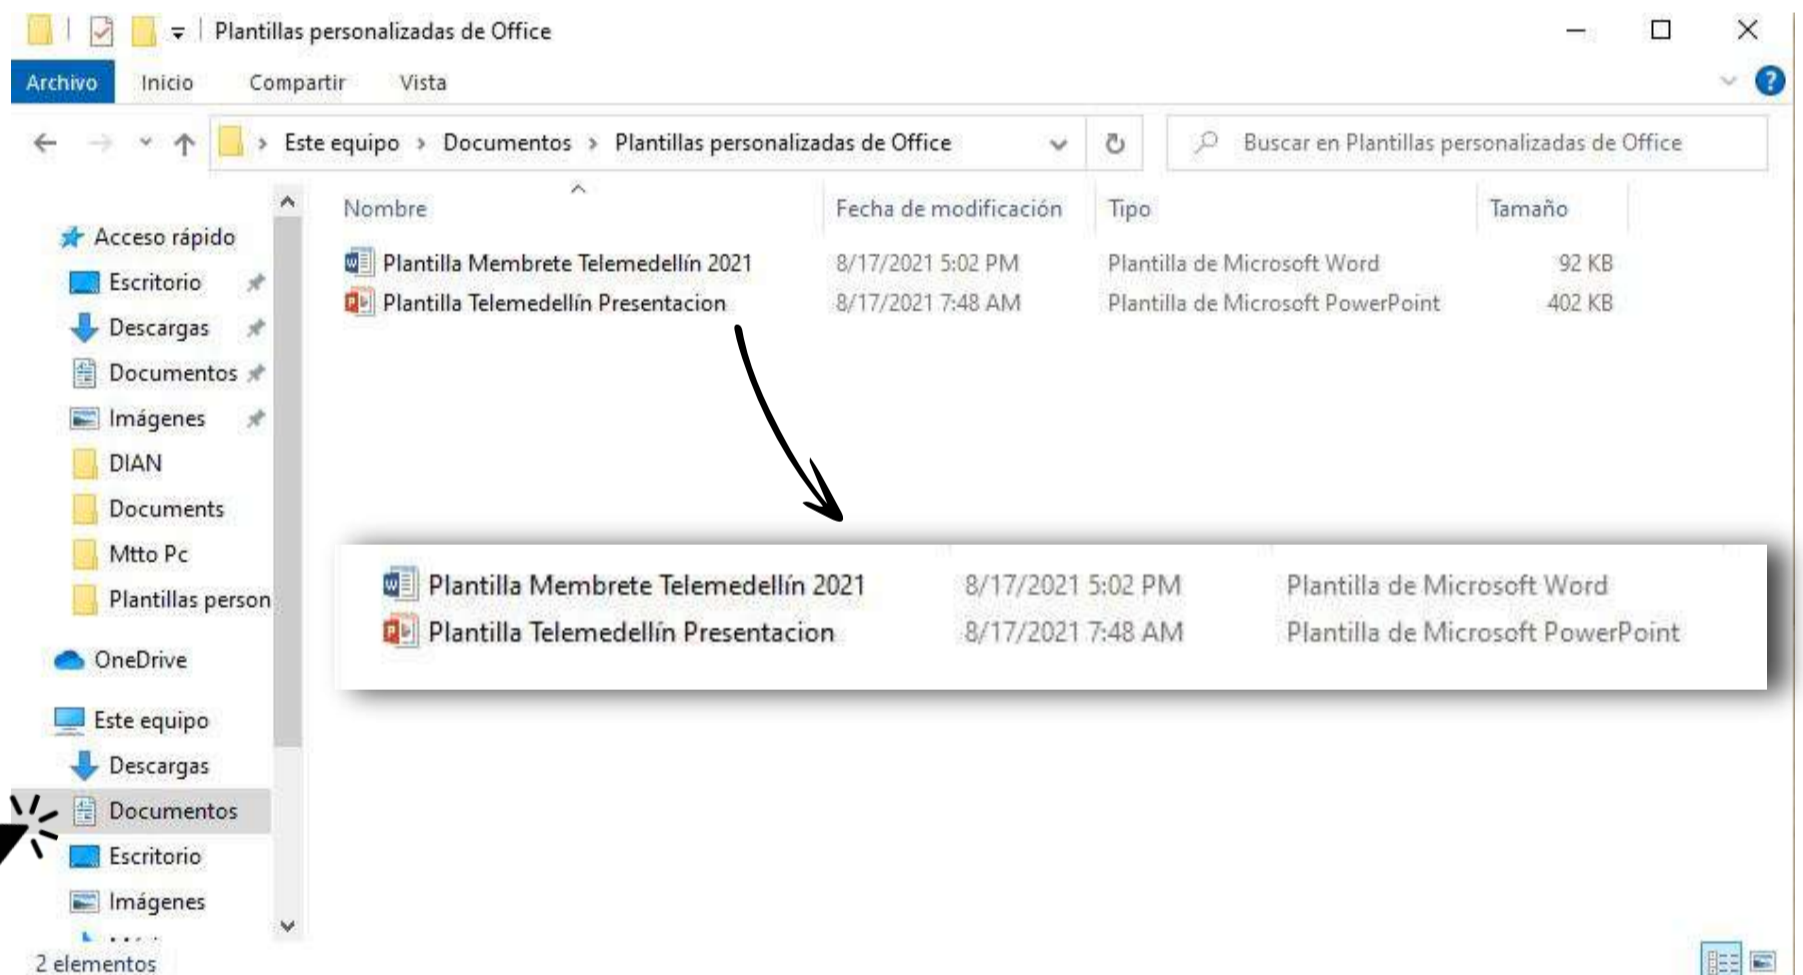 Plantillas personalizadas de Office
Archivo Inicio Compartir Vista
Este equipo > Documentos > Plantillas personalizadas de Office
Buscar en Plantillas personalizadas de Office
Nombre Fecha de modificación Tipo Tamaño
Plantilla Membrete Telemedellín 2021 8/17/2021 5:02 PM Plantilla de Microsoft Word 92 KB
Plantilla Telemedellín Presentacion 8/17/2021 7:48 AM Plantilla de Microsoft PowerPoint 402 KB
Acceso rápido
Escritorio
Descargas
Documentos
Imágenes
DIAN
Documents
Mtto Pc
Plantillas person
OneDrive
Este equipo
Descargas
Documentos
Escritorio
Imágenes
Plantilla Membrete Telemedellín 2021 8/17/2021 5:02 PM Plantilla de Microsoft Word
Plantilla Telemedellín Presentacion 8/17/2021 7:48 AM Plantilla de Microsoft PowerPoint
2 elementos